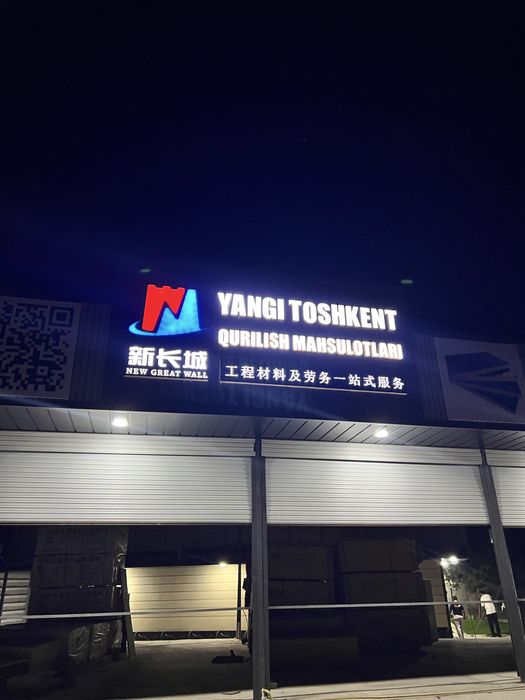 YANGI TOSHKENT
QURILISH MAHSULOTLARI
新长城
NEW GREAT WALL
工程材料及劳务一站式服务